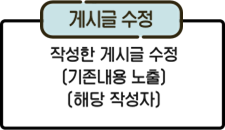 게시글 수정
작성한 게시글 수정
(기존내용 노출)
(해당 작성자)